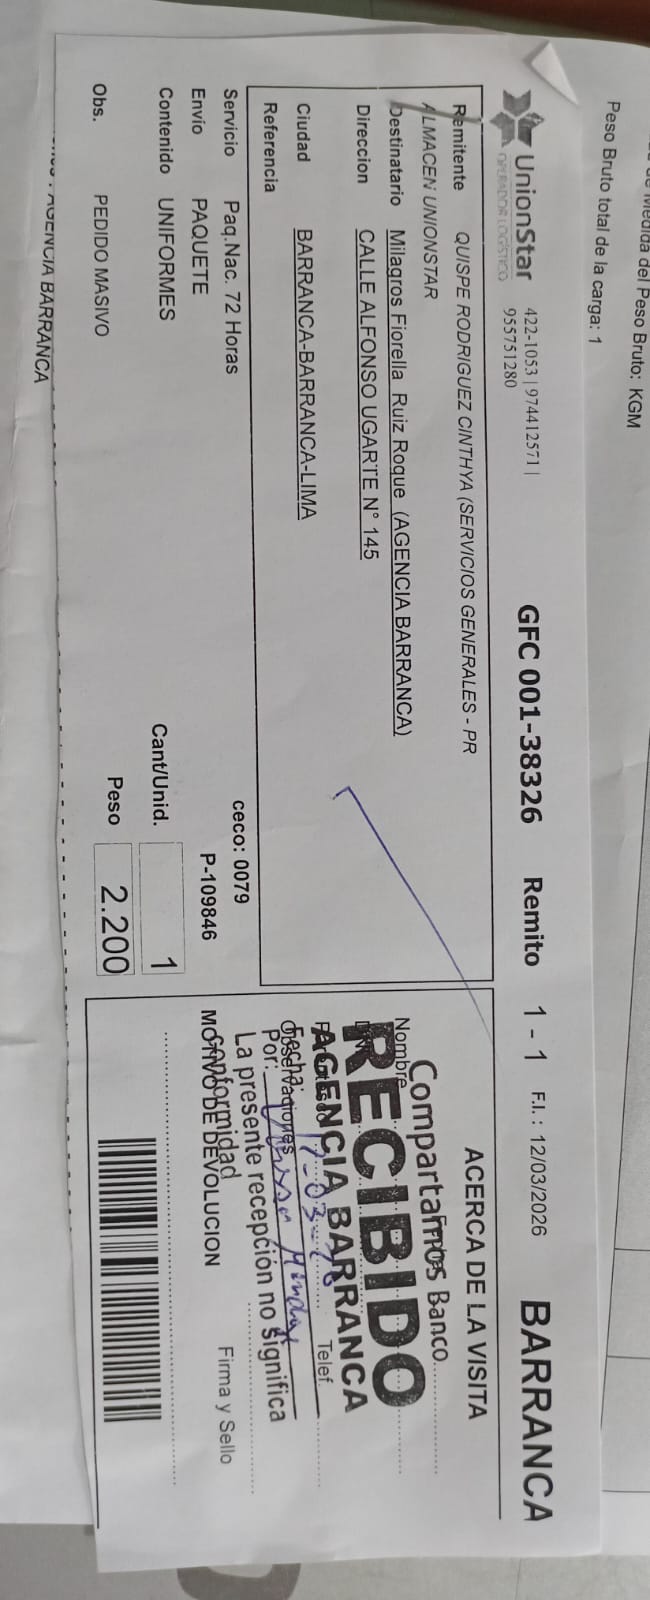 de Medida del Peso Bruto: KGM
Peso Bruto total de la carga: 1
UnionStar
OPERADOR LOGÍSTICO
422-1053 | 974412571 |
955751280
GFC 001-38326 Remito 1 - 1 F.I. : 12/03/2026 BARRANCA
Remitente QUISPE RODRIGUEZ CINTHYA (SERVICIOS GENERALES - PR
ALMACEN UNIONSTAR
Destinatario Milagros Fiorella Ruiz Roque (AGENCIA BARRANCA)
Direccion CALLE ALFONSO UGARTE N° 145
Ciudad BARRANCA-BARRANCA-LIMA
Referencia
Servicio Paq.Nac. 72 Horas ceco: 0079
Envio PAQUETE P-109846
Contenido UNIFORMES Cant/Unid. 1
Obs. PEDIDO MASIVO Peso 2.200
AGENCIA BARRANCA
ACERCA DE LA VISITA
Compartamos Banco
Nombre
RECIBIDO
AGENCIA BARRANCA
Telef.
Fecha: 17-03-26
Observaciones
Por:
La presente recepción no significa
conformidad
MOTIVO DE DEVOLUCION
Firma y Sello